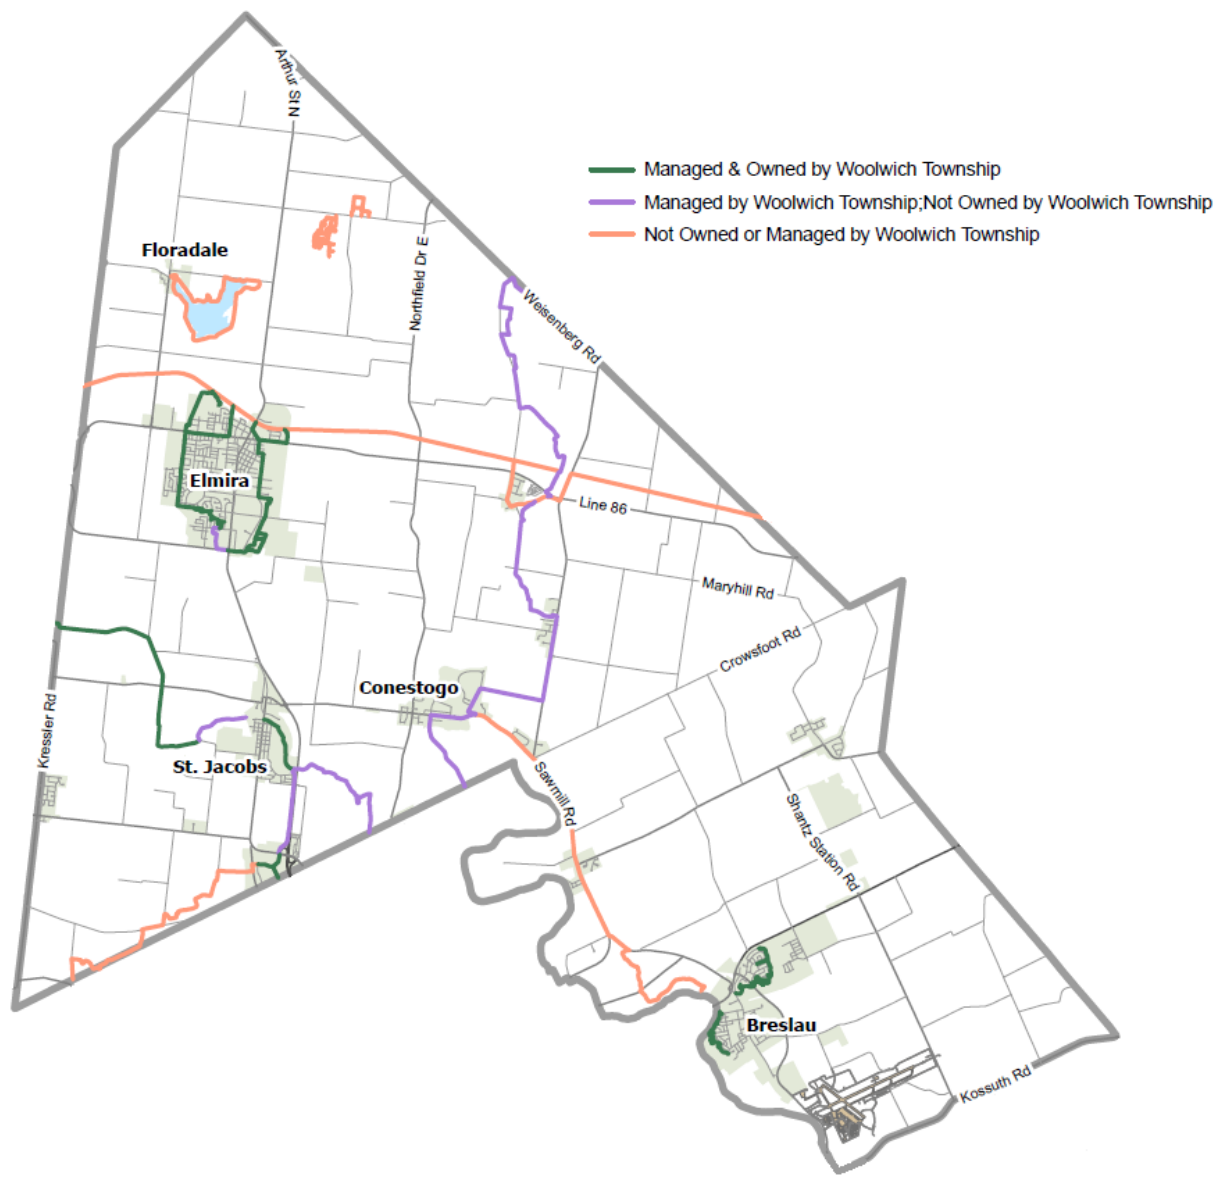 Arthur St N
Managed & Owned by Woolwich Township
Managed by Woolwich Township;Not Owned by Woolwich Township
Not Owned or Managed by Woolwich Township
Floradale
Northfield Dr E
Weisenberg Rd
Elmira
Line 86
Maryhill Rd
Crowsfoot Rd
Conestogo
Kressler Rd
St. Jacobs
Sawmill Rd
Shantz Station Rd
Breslau
Kossuth Rd